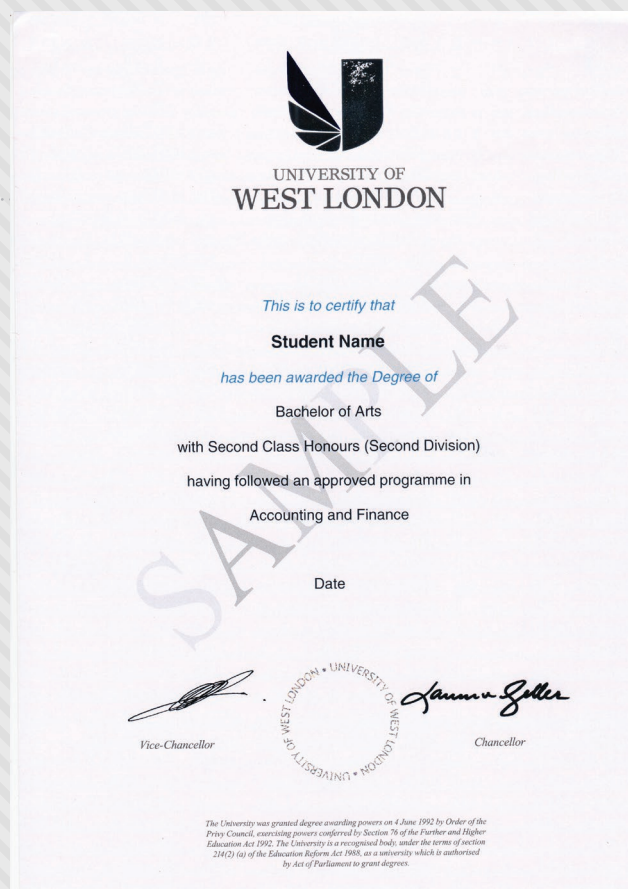 UNIVERSITY OF
WEST LONDON
This is to certify that
Student Name
has been awarded the Degree of
Bachelor of Arts
with Second Class Honours (Second Division)
having followed an approved programme in
Accounting and Finance
Date
SAMPLE
UNIVERSITY OF WEST LONDON • UNIVERSITY OF WEST LONDON •
Vice-Chancellor
Chancellor
The University was granted degree awarding powers on 4 June 1992 by Order of the
Privy Council, exercising powers conferred by Section 76 of the Further and Higher
Education Act 1992. The University is a recognised body, under the terms of section
214(2) (a) of the Education Reform Act 1988, as a university which is authorised
by Act of Parliament to grant degrees.